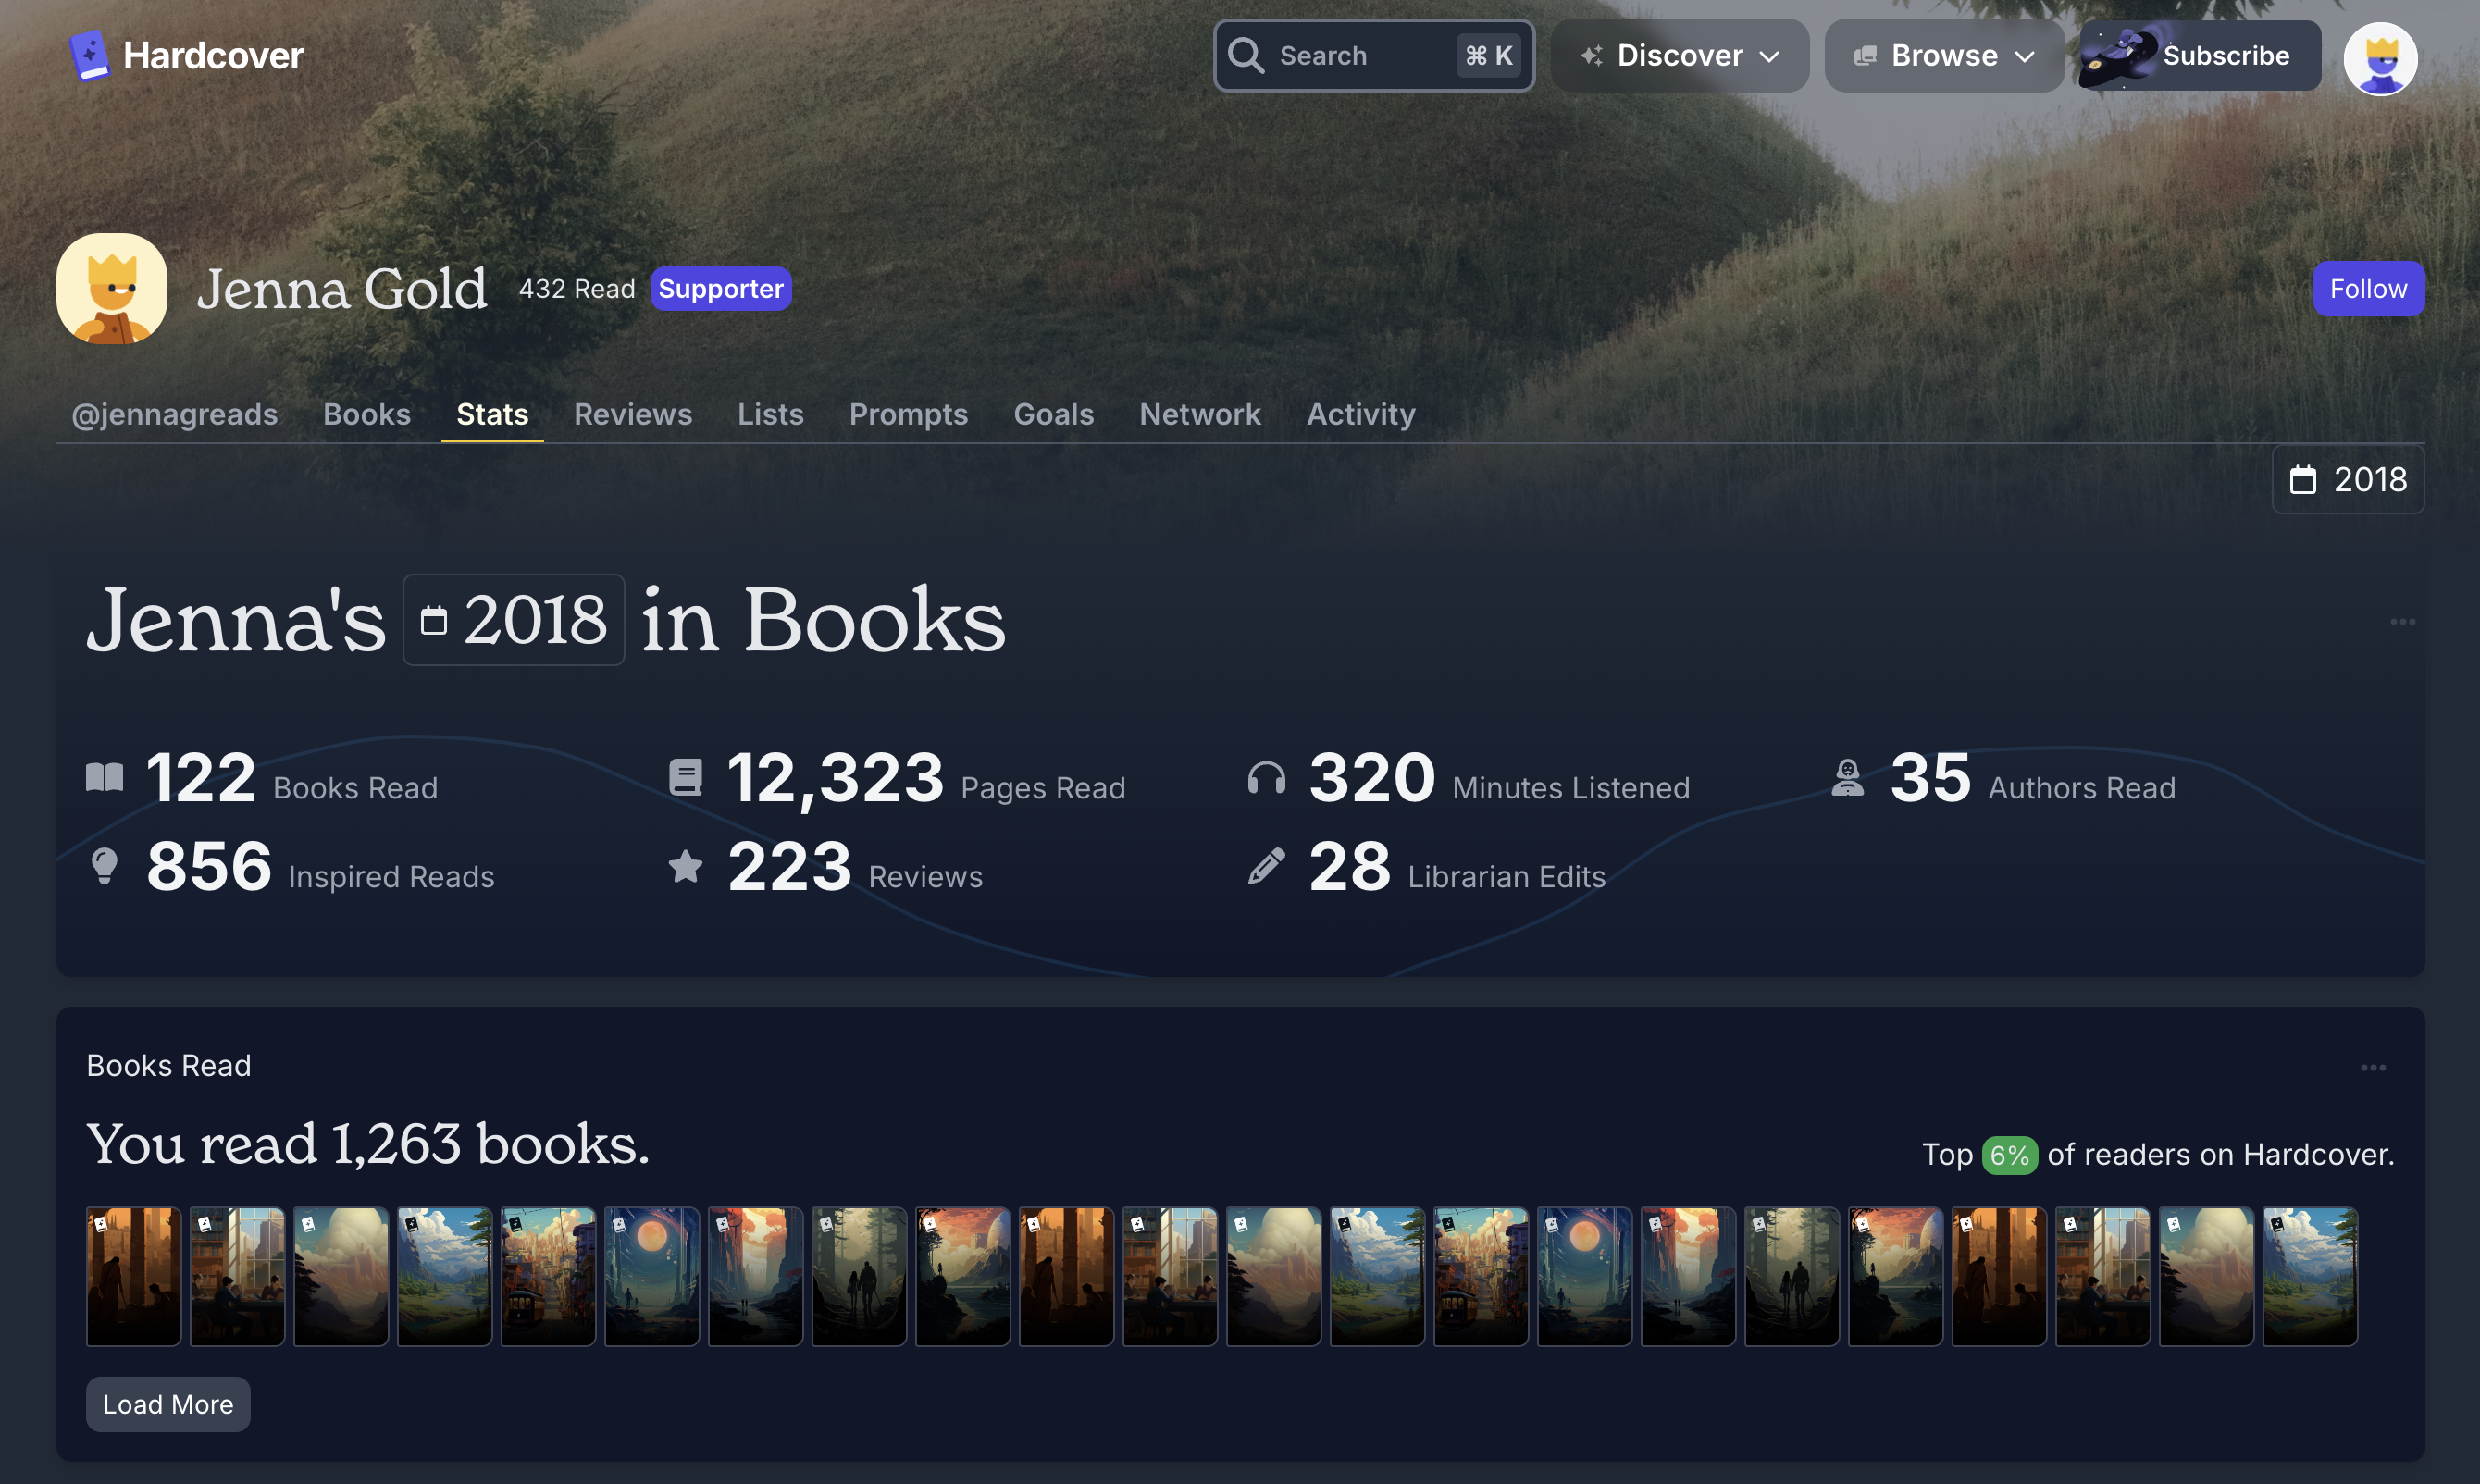 Hardcover
Search ⌘ K
Discover
Browse
Subscribe
Jenna Gold 432 Read Supporter
Follow
@jennagreads Books Stats Reviews Lists Prompts Goals Network Activity
2018
Jenna's 2018 in Books
122 Books Read
12,323 Pages Read
320 Minutes Listened
35 Authors Read
856 Inspired Reads
223 Reviews
28 Librarian Edits
Books Read
You read 1,263 books.
Top 6% of readers on Hardcover.
Load More